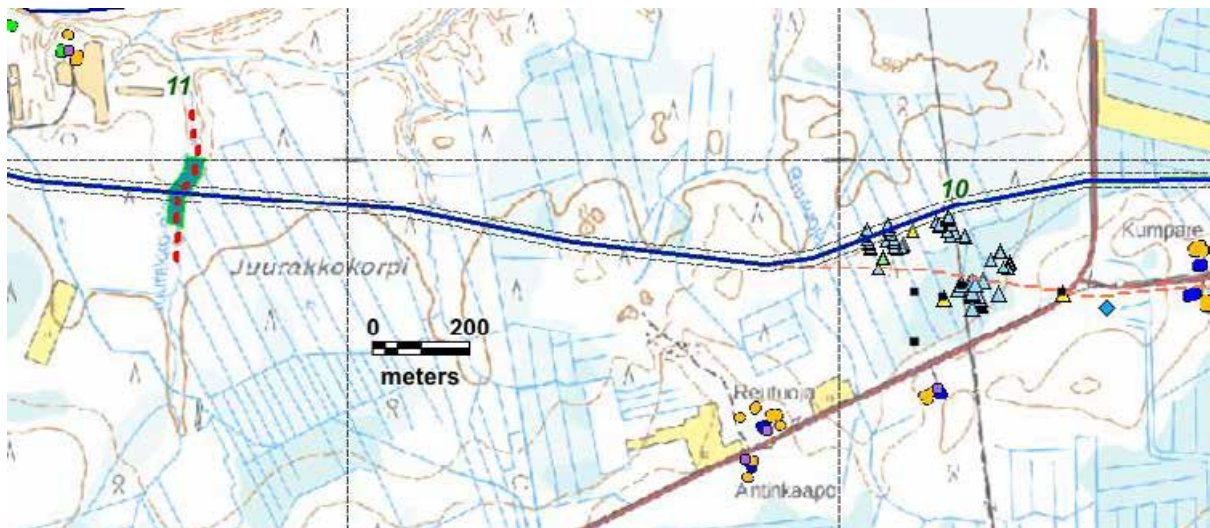 11
10
Kumpare
Juurakkokorpi
0 200
meters
Reutuoja
Antinkaapo